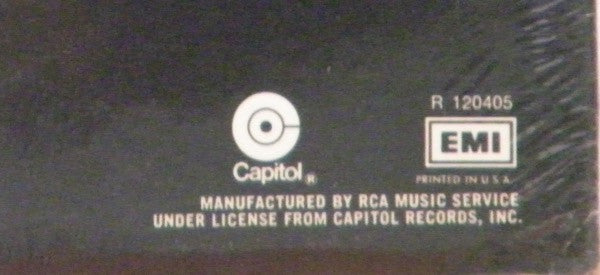 R 120405
EMI
Capitol®
PRINTED IN U.S.A.
MANUFACTURED BY RCA MUSIC SERVICE
UNDER LICENSE FROM CAPITOL RECORDS, INC.